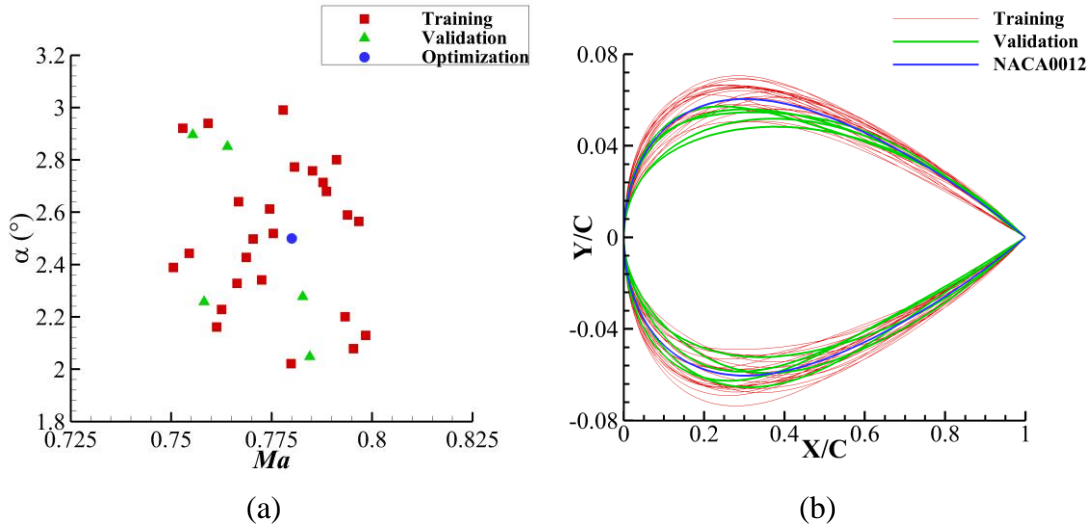 Training
Validation
Optimization
3.2
3
2.8
2.6
2.4
2.2
2
1.8
α (°)
0.725
0.75
0.775
0.8
0.825
Ma
(a)
Training
Validation
NACA0012
0.08
0.04
0
-0.04
-0.08
Y/C
0
0.2
0.4
0.6
0.8
1
X/C
(b)